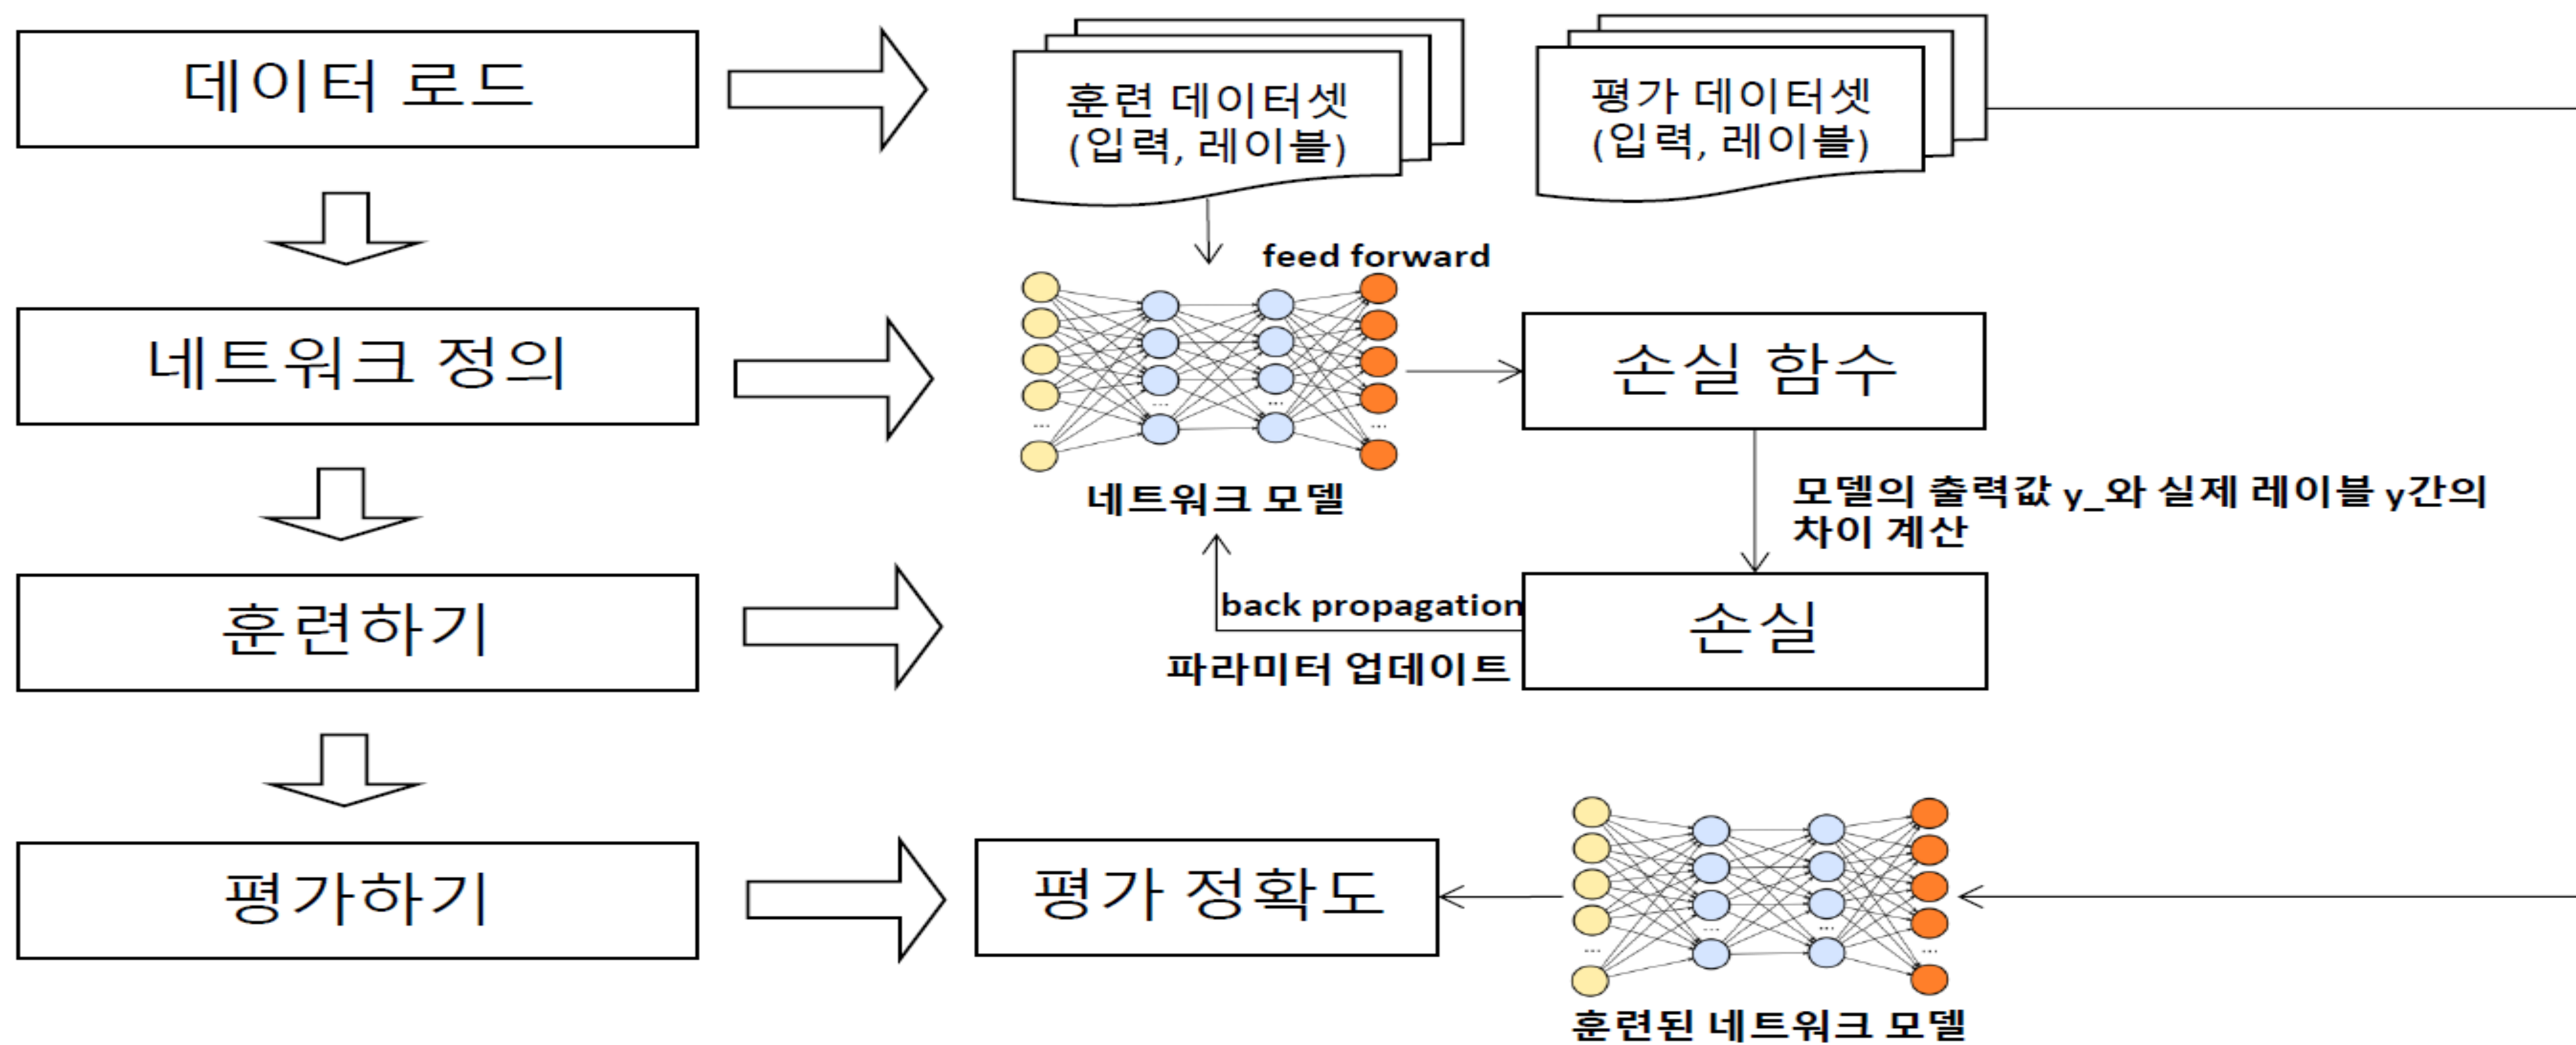 데이터 로드
훈련 데이터셋
(입력, 레이블)
평가 데이터셋
(입력, 레이블)
feed forward
네트워크 정의
...
...
...
...
손실 함수
네트워크 모델
모델의 출력값 y_와 실제 레이블 y간의
차이 계산
훈련하기
back propagation
파라미터 업데이트
손실
평가하기
평가 정확도
...
...
...
...
훈련된 네트워크 모델